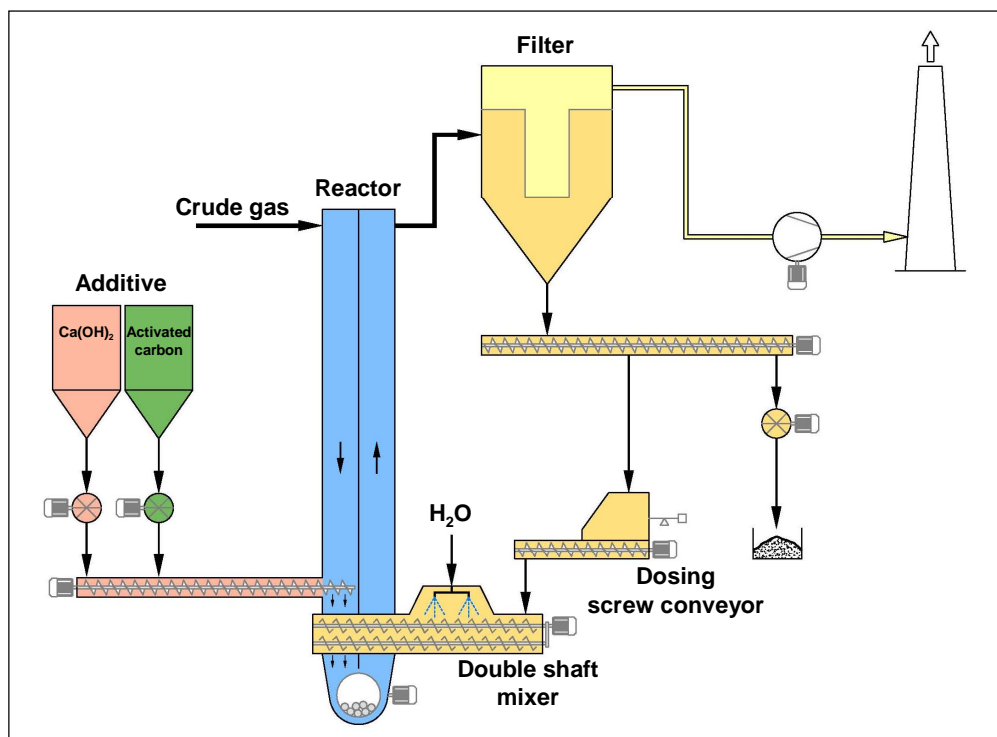 Filter
Reactor
Crude gas
Additive
Ca(OH)₂
Activated
carbon
H₂O
Dosing
screw conveyor
Double shaft
mixer